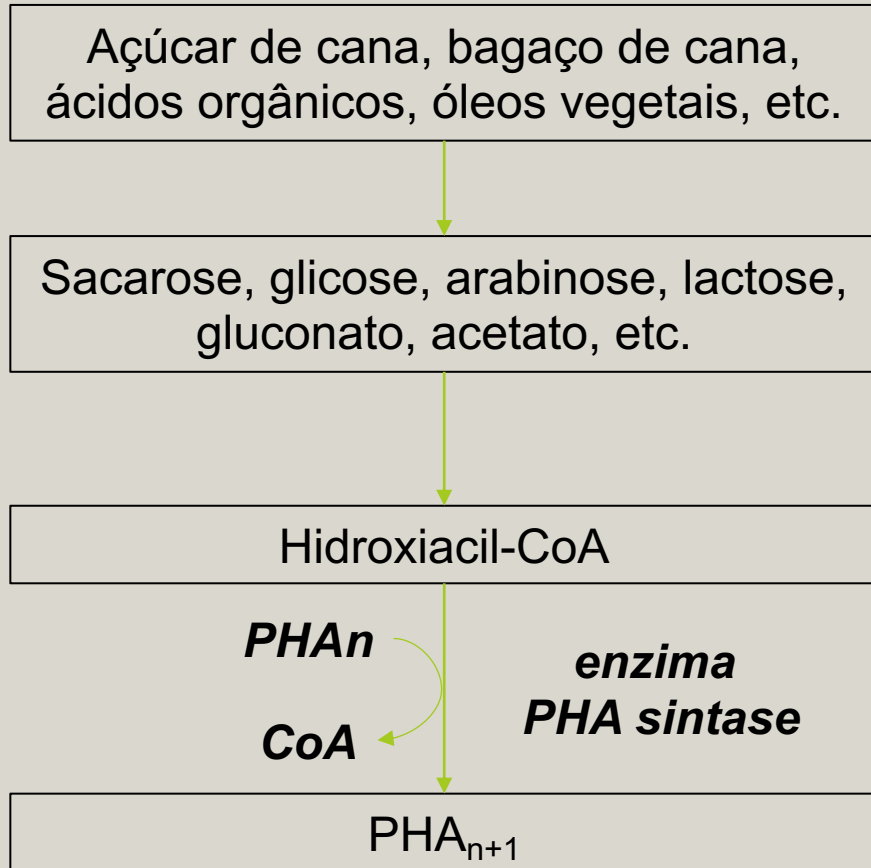 Açúcar de cana, bagaço de cana,
ácidos orgânicos, óleos vegetais, etc.
Sacarose, glicose, arabinose, lactose,
gluconato, acetato, etc.
Hidroxiacil-CoA
PHAn
enzima
PHA sintase
CoA
PHAn+1